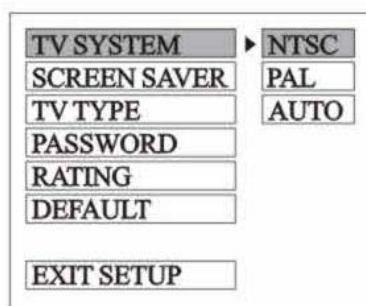 TV SYSTEM NTSC
SCREEN SAVER PAL
TV TYPE AUTO
PASSWORD
RATING
DEFAULT
EXIT SETUP